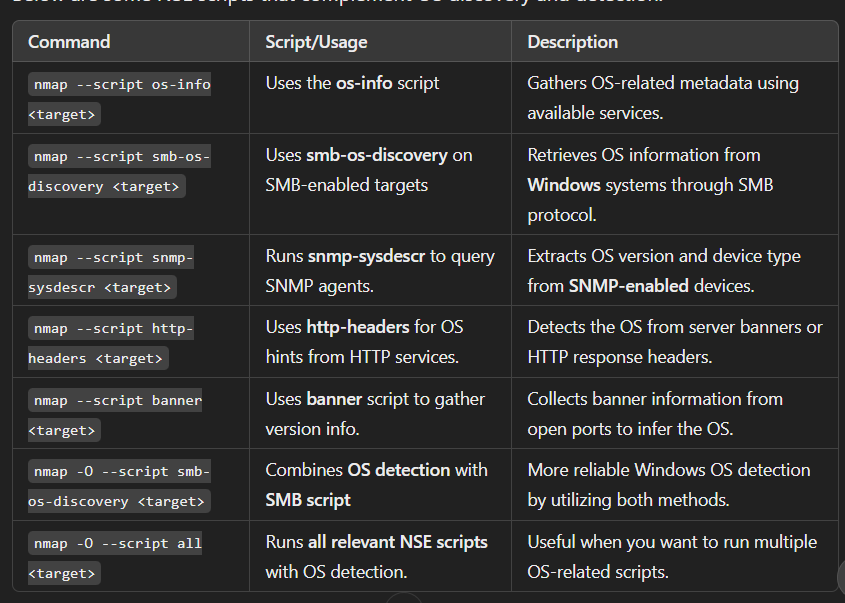 Below are some NSE scripts that complement OS discovery and detection:
Command Script/Usage Description
nmap --script os-info Uses the os-info script Gathers OS-related metadata using
<target> available services.
nmap --script smb-os- Uses smb-os-discovery on Retrieves OS information from
discovery <target> SMB-enabled targets Windows systems through SMB
protocol.
nmap --script snmp- Runs snmp-sysdescr to query Extracts OS version and device type
sysdescr <target> SNMP agents. from SNMP-enabled devices.
nmap --script http- Uses http-headers for OS Detects the OS from server banners or
headers <target> hints from HTTP services. HTTP response headers.
nmap --script banner Uses banner script to gather Collects banner information from
<target> version info. open ports to infer the OS.
nmap -O --script smb- Combines OS detection with More reliable Windows OS detection
os-discovery <target> SMB script by utilizing both methods.
nmap -O --script all Runs all relevant NSE scripts Useful when you want to run multiple
<target> with OS detection. OS-related scripts.